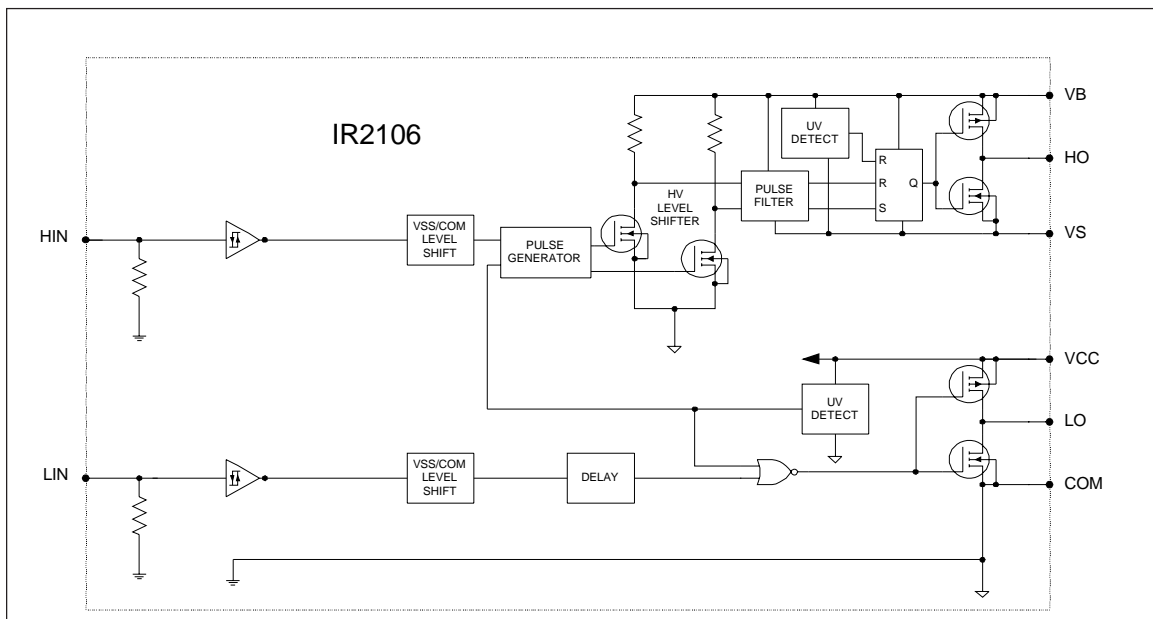 IR2106
VB
UV
DETECT
HO
R
R
Q
S
PULSE
FILTER
HV
LEVEL
SHIFTER
VS
HIN
VSS/COM
LEVEL
SHIFT
PULSE
GENERATOR
VCC
UV
DETECT
LO
LIN
VSS/COM
LEVEL
SHIFT
DELAY
COM